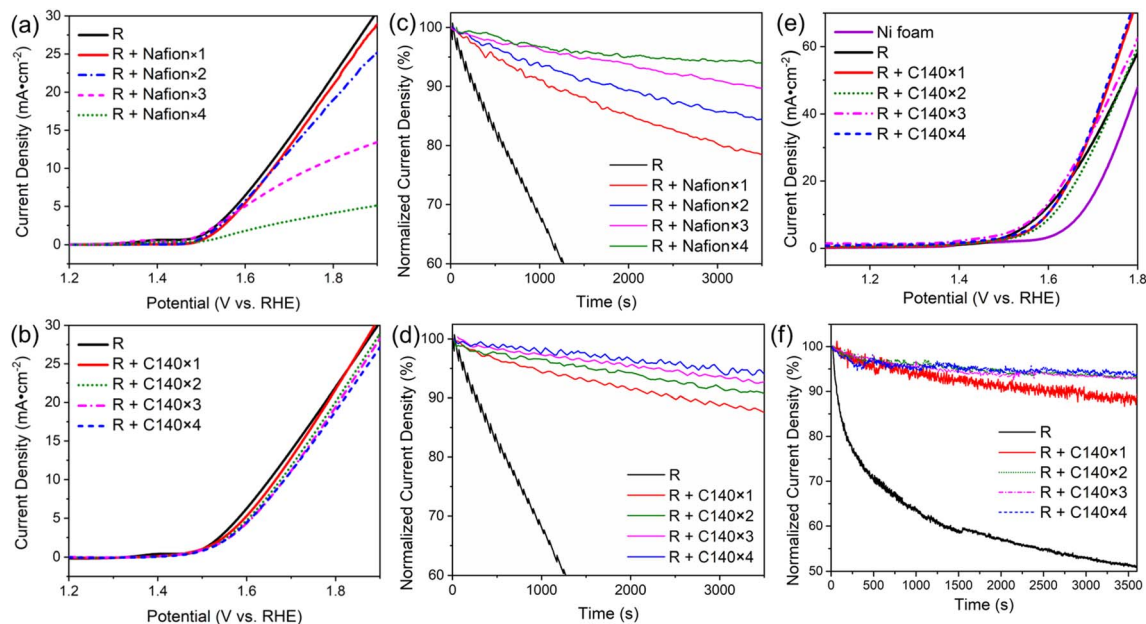 (a)
R
R + Nafion×1
R + Nafion×2
R + Nafion×3
R + Nafion×4
30
25
20
15
10
5
0
1.2
1.4
1.6
1.8
Current Density (mA•cm⁻²)
Potential (V vs. RHE)
(b)
R
R + C140×1
R + C140×2
R + C140×3
R + C140×4
30
25
20
15
10
5
0
1.2
1.4
1.6
1.8
Current Density (mA•cm⁻²)
Potential (V vs. RHE)
(c)
100
90
80
70
60
R
R + Nafion×1
R + Nafion×2
R + Nafion×3
R + Nafion×4
0
1000
2000
3000
Normalized Current Density (%)
Time (s)
(d)
100
90
80
70
60
R
R + C140×1
R + C140×2
R + C140×3
R + C140×4
0
1000
2000
3000
Normalized Current Density (%)
Time (s)
(e)
Ni foam
R
R + C140×1
R + C140×2
R + C140×3
R + C140×4
60
40
20
0
1.2
1.4
1.6
1.8
Current Density (mA•cm⁻²)
Potential (V vs. RHE)
(f)
100
90
80
70
60
50
R
R + C140×1
R + C140×2
R + C140×3
R + C140×4
0
500
1000
1500
2000
2500
3000
3500
Normalized Current Density (%)
Time (s)